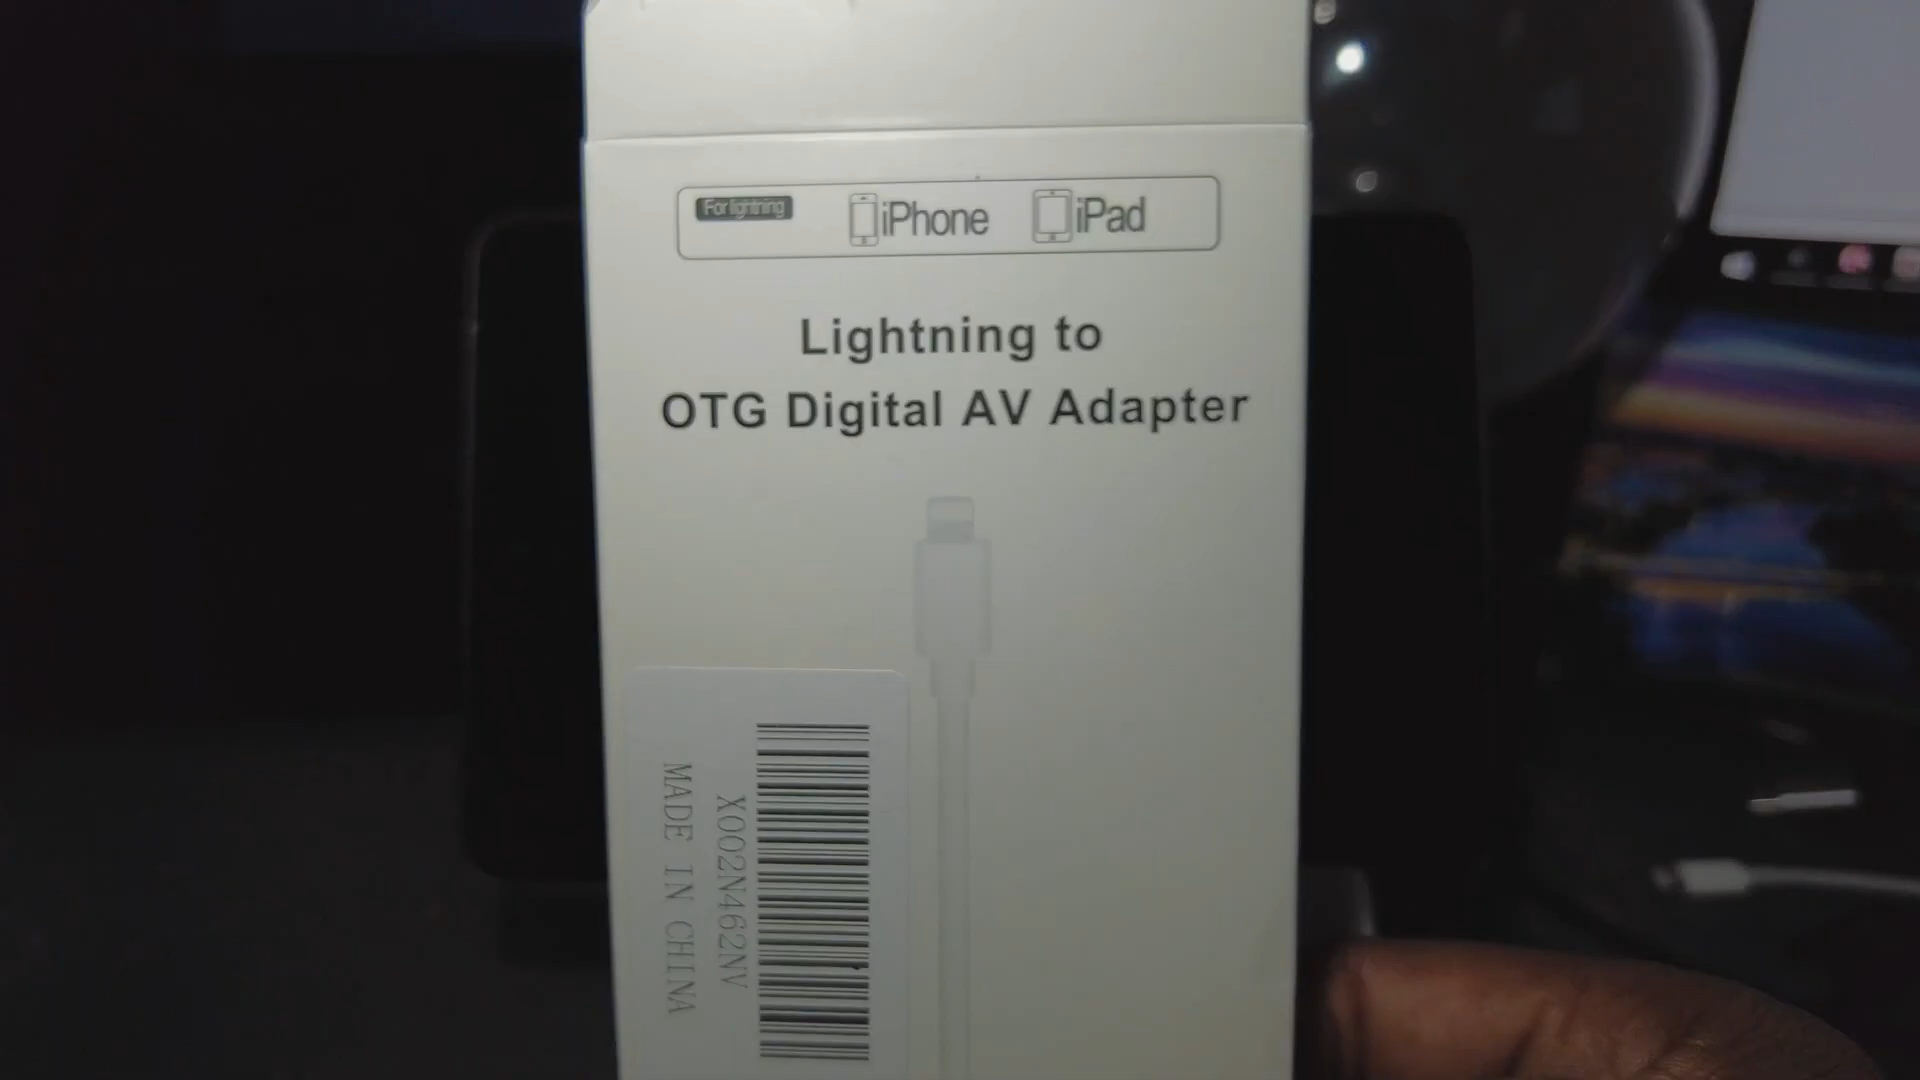 For lightning
iPhone
iPad
Lightning to
OTG Digital AV Adapter
X002N462NV
MADE IN CHINA